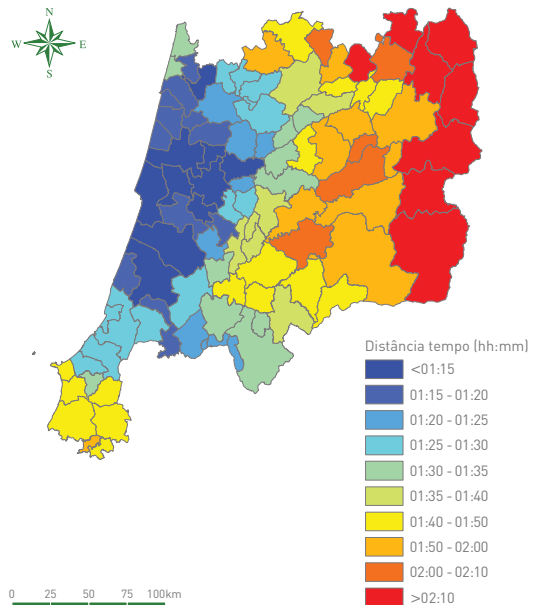 N
W E
S
Distância tempo (hh:mm)
<01:15
01:15 - 01:20
01:20 - 01:25
01:25 - 01:30
01:30 - 01:35
01:35 - 01:40
01:40 - 01:50
01:50 - 02:00
02:00 - 02:10
>02:10
0 25 50 75 100km